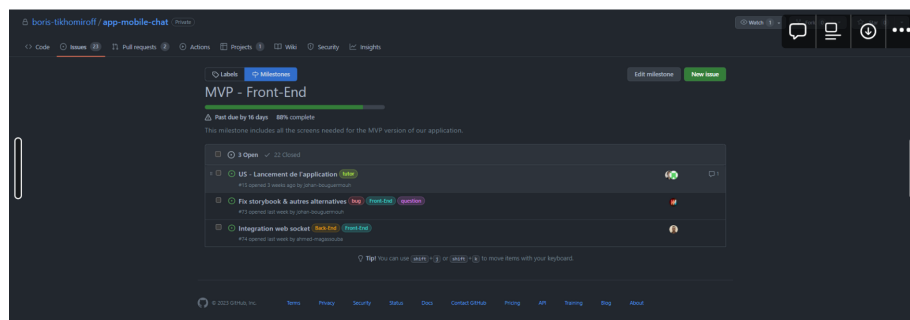 boris-tikhomiroff / app-mobile-chat Private
Watch 1
Code Issues 23 Pull requests 2 Actions Projects 1 Wiki Security Insights
Labels Milestones Edit milestone New issue
MVP - Front-End
Past due by 16 days 88% complete
This milestone includes all the screens needed for the MVP version of our application.
3 Open 22 Closed
US - Lancement de l'application
#15 opened 3 weeks ago by johan-bouguermouh
Fix storybook & autres alternatives bug Front-End question
#73 opened last week by johan-bouguermouh
Integration web socket Back-End Front-End
#74 opened last week by ahmed-magassouba
Tip! You can use shift + j or shift + k to move items with your keyboard.
© 2023 GitHub, Inc. Terms Privacy Security Status Docs Contact GitHub Pricing API Training Blog About